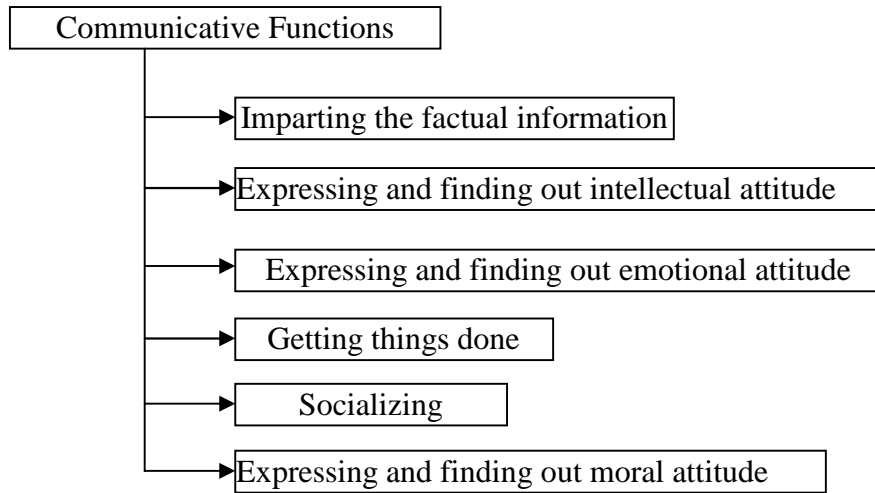 Communicative Functions
Imparting the factual information
Expressing and finding out intellectual attitude
Expressing and finding out emotional attitude
Getting things done
Socializing
Expressing and finding out moral attitude